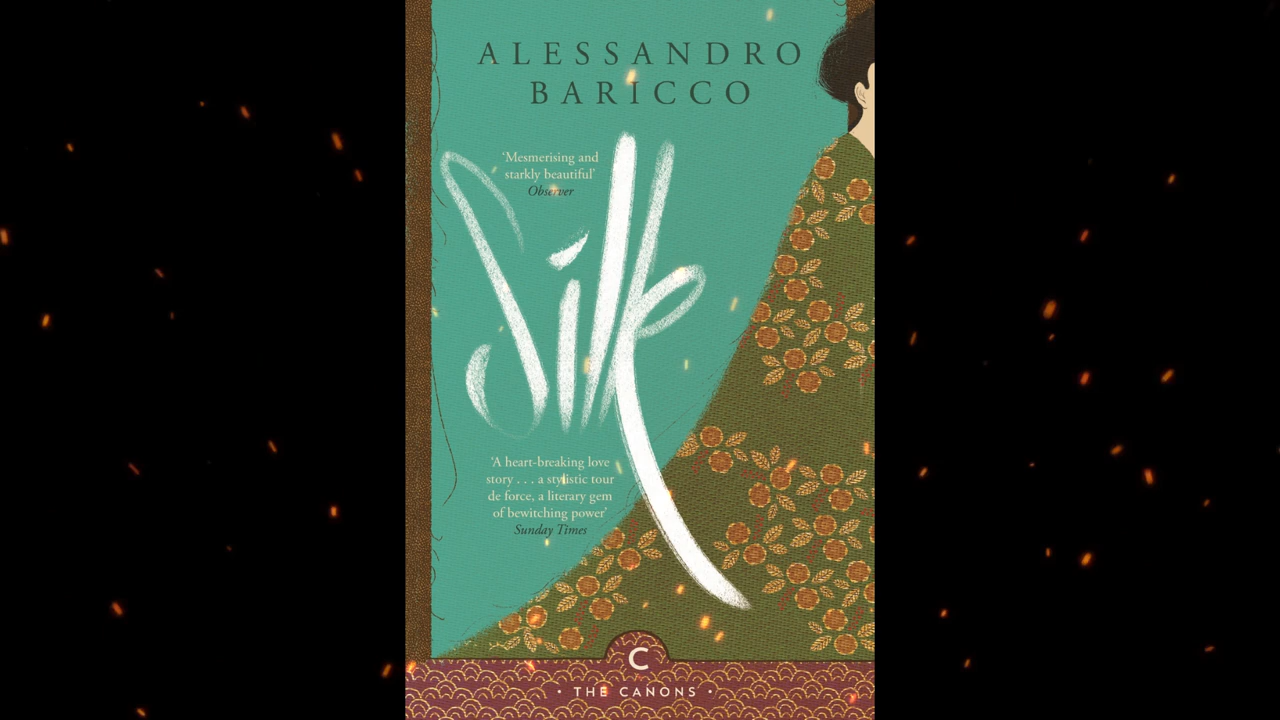 ALESSANDRO
BARICCO
‘Mesmerising and
starkly beautiful’
Observer
Silk
‘A heart-breaking love
story . . . a stylistic tour
de force, a literary gem
of bewitching power’
Sunday Times
C
• THE CANONS •